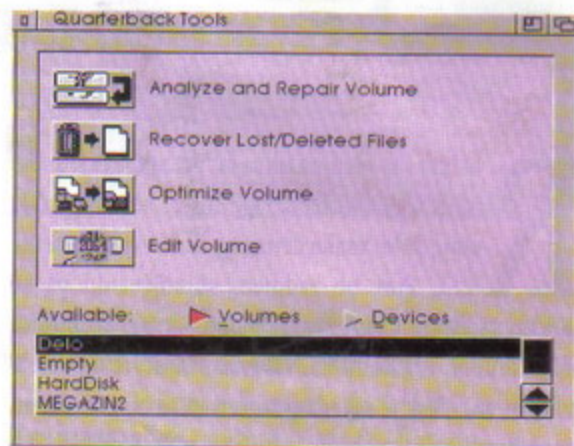 Quarterback Tools
Analyze and Repair Volume
Recover Lost/Deleted Files
Optimize Volume
Edit Volume
Available: Volumes Devices
Delo
Empty
HardDisk
MEGAZIN2